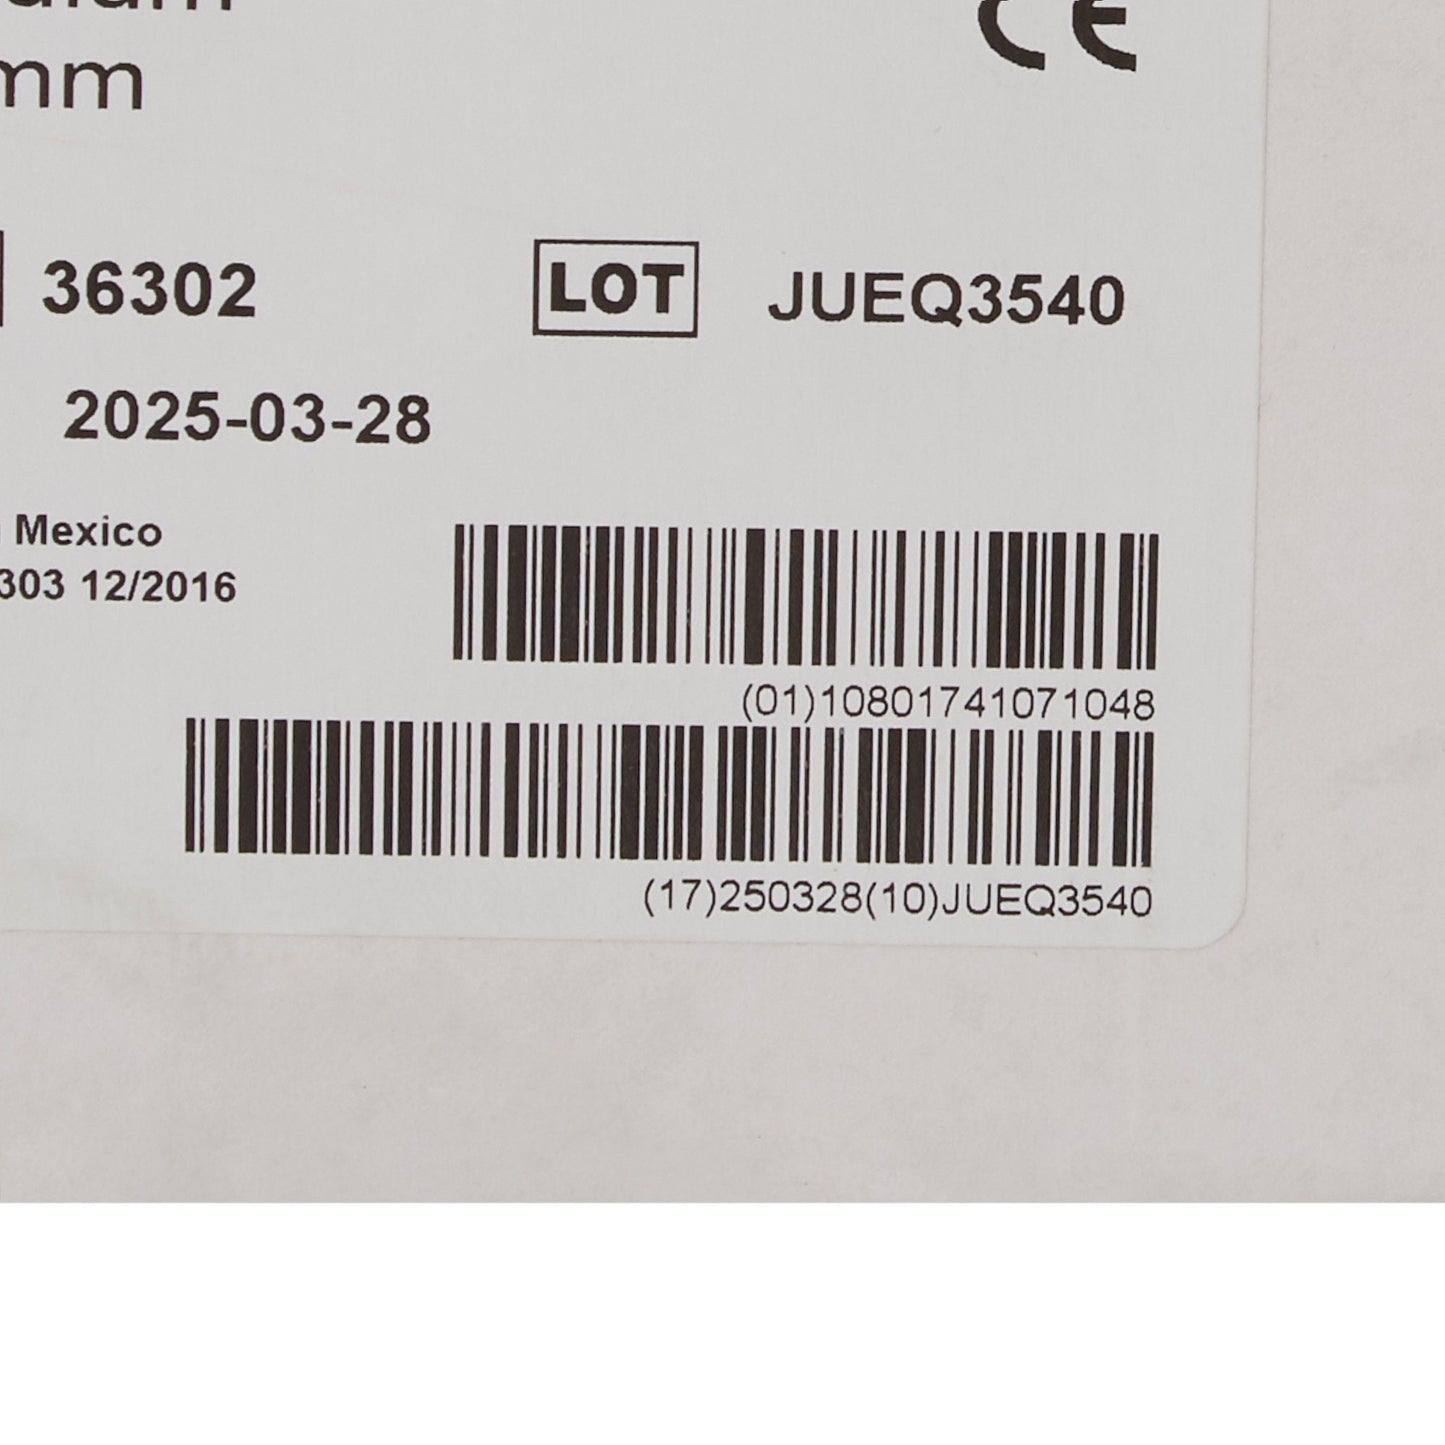 mm
CE
36302
LOT JUEQ3540
2025-03-28
Mexico
303 12/2016
(01)10801741071048
(17)250328(10)JUEQ3540